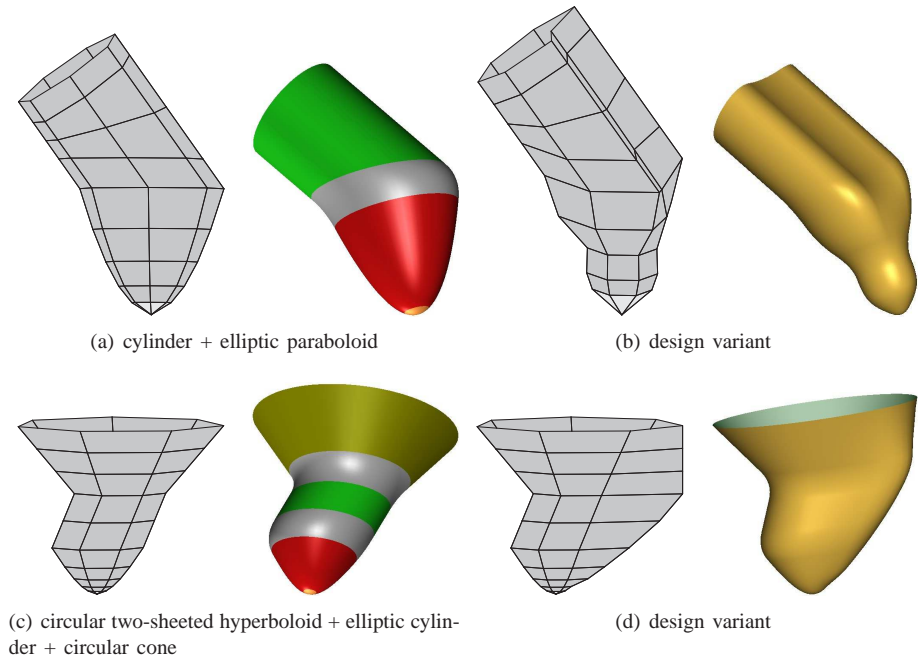 (a) cylinder + elliptic paraboloid
(b) design variant
(c) circular two-sheeted hyperboloid + elliptic cylin-
der + circular cone
(d) design variant